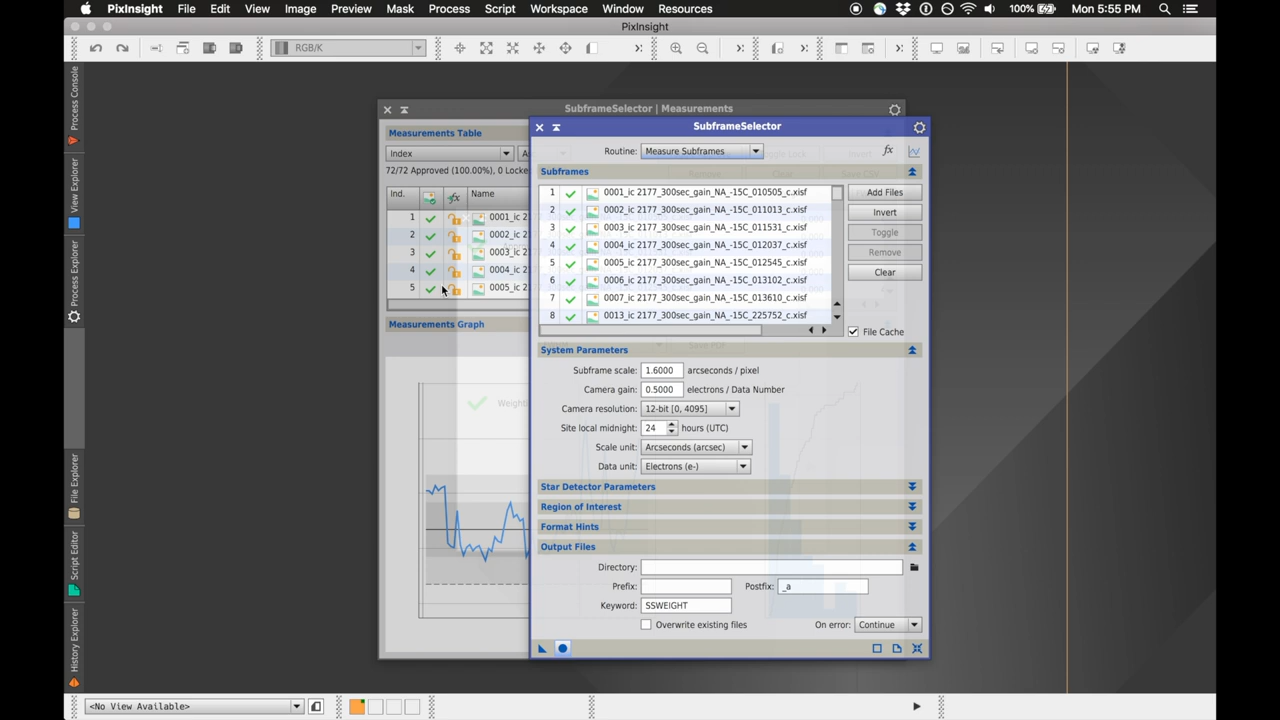 PixInsight File Edit View Image Preview Mask Process Script Workspace Window Resources 100% Mon 5:55 PM
PixInsight
RGB/K
Process Console
View Explorer
Process Explorer
File Explorer
Script Editor
History Explorer
SubframeSelector | Measurements
Measurements Table
Index
72/72 Approved (100.00%), 0 Locke
Ind. Name
1 0001_ic 2
2 0002_ic 2
3 0003_ic 2
4 0004_ic 2
5 0005_ic 2
Measurements Graph
SubframeSelector
Routine: Measure Subframes
Subframes
1 0001_ic 2177_300sec_gain_NA_-15C_010505_c.xisf
2 0002_ic 2177_300sec_gain_NA_-15C_011013_c.xisf
3 0003_ic 2177_300sec_gain_NA_-15C_011531_c.xisf
4 0004_ic 2177_300sec_gain_NA_-15C_012037_c.xisf
5 0005_ic 2177_300sec_gain_NA_-15C_012545_c.xisf
6 0006_ic 2177_300sec_gain_NA_-15C_013102_c.xisf
7 0007_ic 2177_300sec_gain_NA_-15C_013610_c.xisf
8 0013_ic 2177_300sec_gain_NA_-15C_225752_c.xisf
Add Files
Invert
Toggle
Remove
Clear
File Cache
System Parameters
Subframe scale: 1.6000 arcseconds / pixel
Camera gain: 0.5000 electrons / Data Number
Camera resolution: 12-bit [0, 4095]
Site local midnight: 24 hours (UTC)
Scale unit: Arcseconds (arcsec)
Data unit: Electrons (e-)
Star Detector Parameters
Region of Interest
Format Hints
Output Files
Directory:
Prefix: Postfix: _a
Keyword: SSWEIGHT
Overwrite existing files On error: Continue
<No View Available>